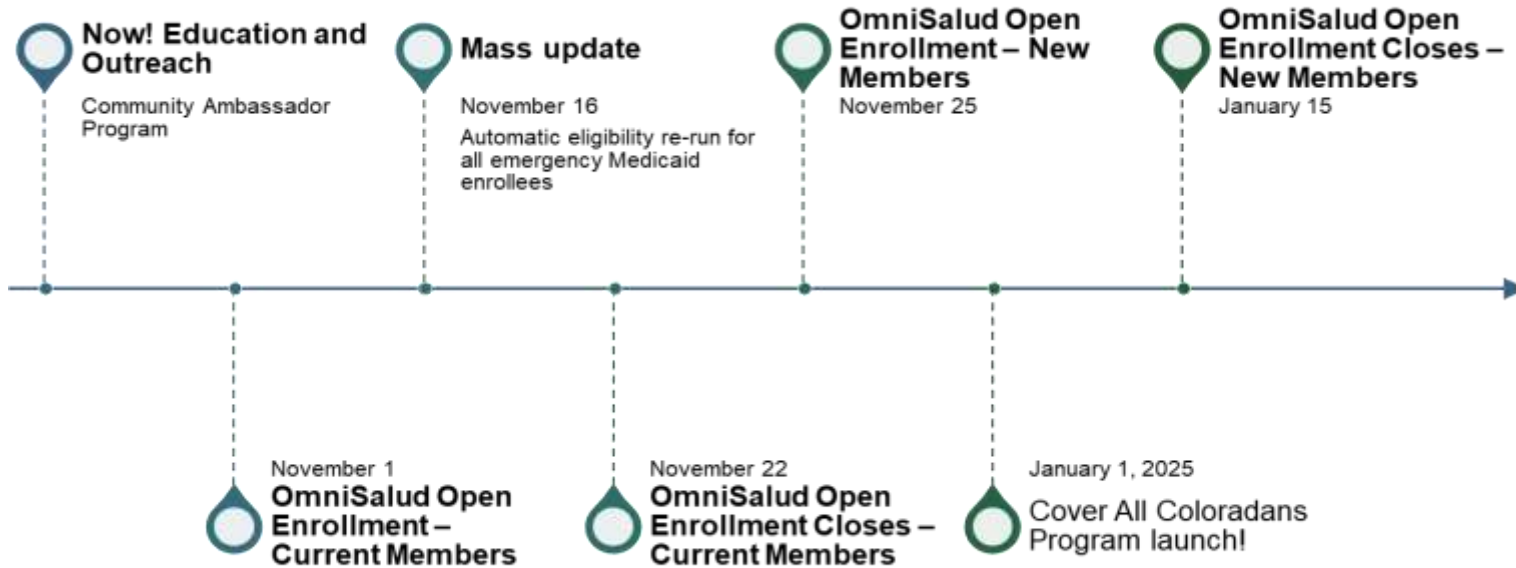 Now! Education and
Outreach
Community Ambassador
Program
Mass update
November 16
Automatic eligibility re-run for
all emergency Medicaid
enrollees
OmniSalud Open
Enrollment – New
Members
November 25
OmniSalud Open
Enrollment Closes –
New Members
January 15
November 1
OmniSalud Open
Enrollment –
Current Members
November 22
OmniSalud Open
Enrollment Closes –
Current Members
January 1, 2025
Cover All Coloradans
Program launch!